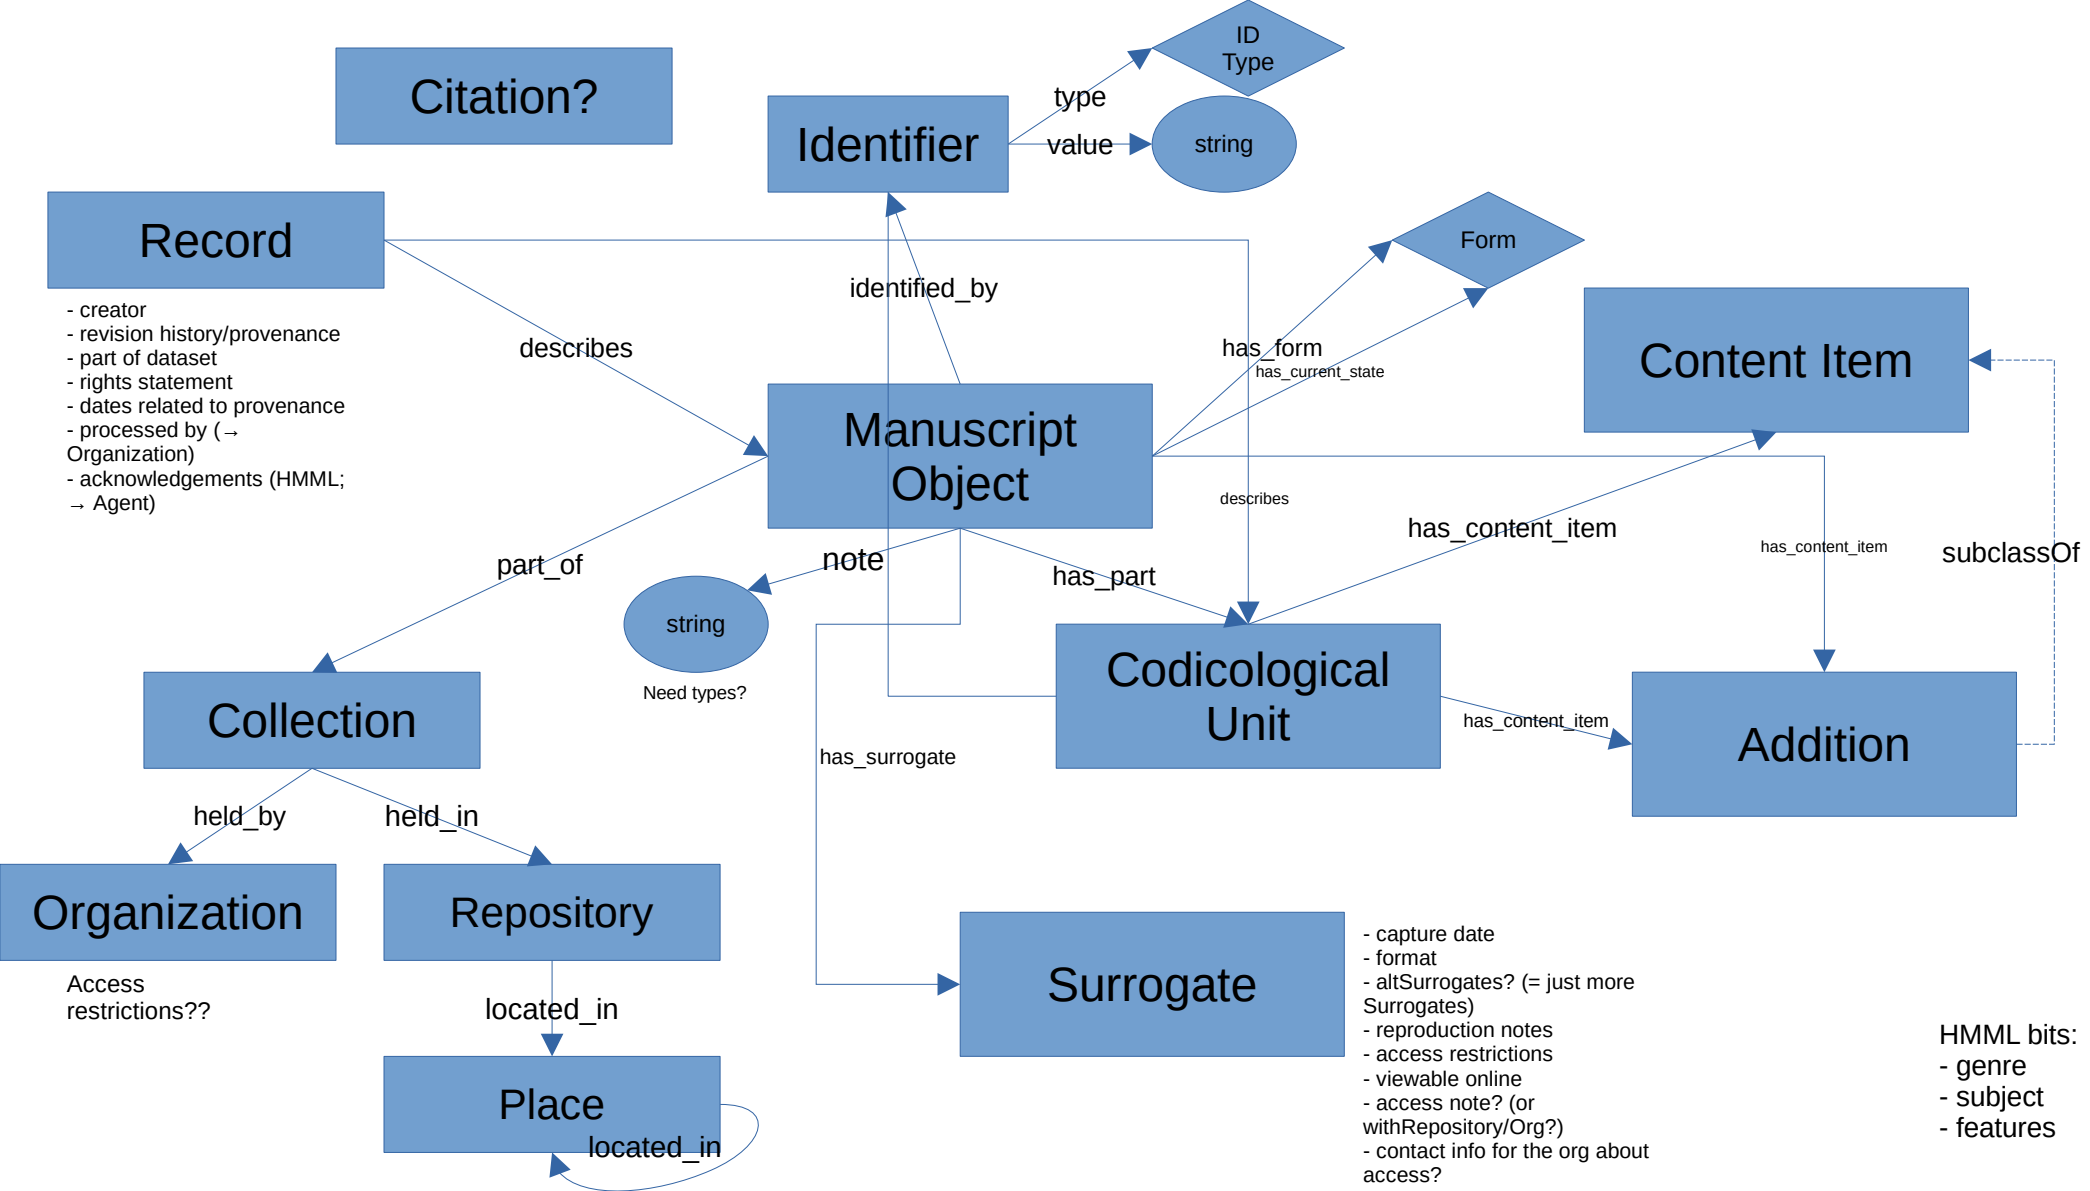 ID
Type
Citation?
type
Identifier
value
string
Record
Form
identified_by
- creator
- revision history/provenance
- part of dataset
- rights statement
- dates related to provenance
- processed by (→
Organization)
- acknowledgements (HMML;
→ Agent)
describes
has_form
has_current_state
Content Item
Manuscript
Object
describes
has_content_item
has_content_item
subclassOf
part_of
note
has_part
string
Need types?
Codicological
Unit
has_content_item
Collection
Addition
has_surrogate
held_by
held_in
Organization
Repository
Access
restrictions??
located_in
Surrogate
- capture date
- format
- altSurrogates? (= just more
Surrogates)
- reproduction notes
- access restrictions
- viewable online
- access note? (or
withRepository/Org?)
- contact info for the org about
access?
HMML bits:
- genre
- subject
- features
Place
located_in